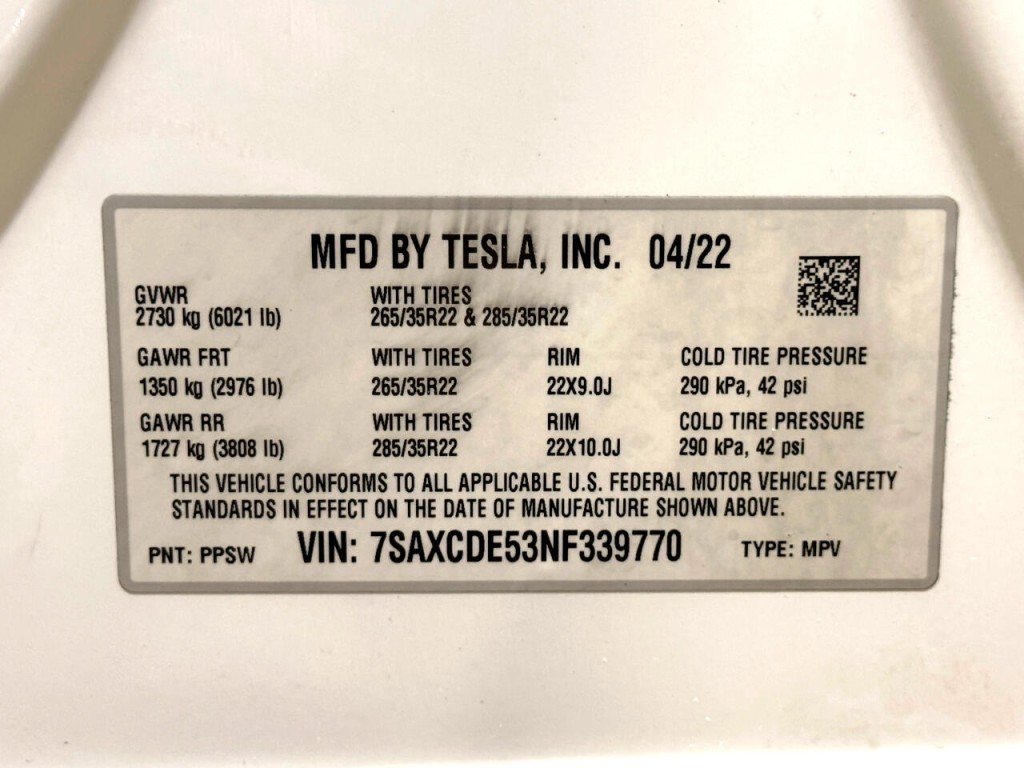 MFD BY TESLA, INC. 04/22
GVWR WITH TIRES
2730 kg (6021 lb) 265/35R22 & 285/35R22
GAWR FRT WITH TIRES RIM COLD TIRE PRESSURE
1350 kg (2976 lb) 265/35R22 22X9.0J 290 kPa, 42 psi
GAWR RR WITH TIRES RIM COLD TIRE PRESSURE
1727 kg (3808 lb) 285/35R22 22X10.0J 290 kPa, 42 psi
THIS VEHICLE CONFORMS TO ALL APPLICABLE U.S. FEDERAL MOTOR VEHICLE SAFETY
STANDARDS IN EFFECT ON THE DATE OF MANUFACTURE SHOWN ABOVE.
PNT: PPSW VIN: 7SAXCDE53NF339770 TYPE: MPV